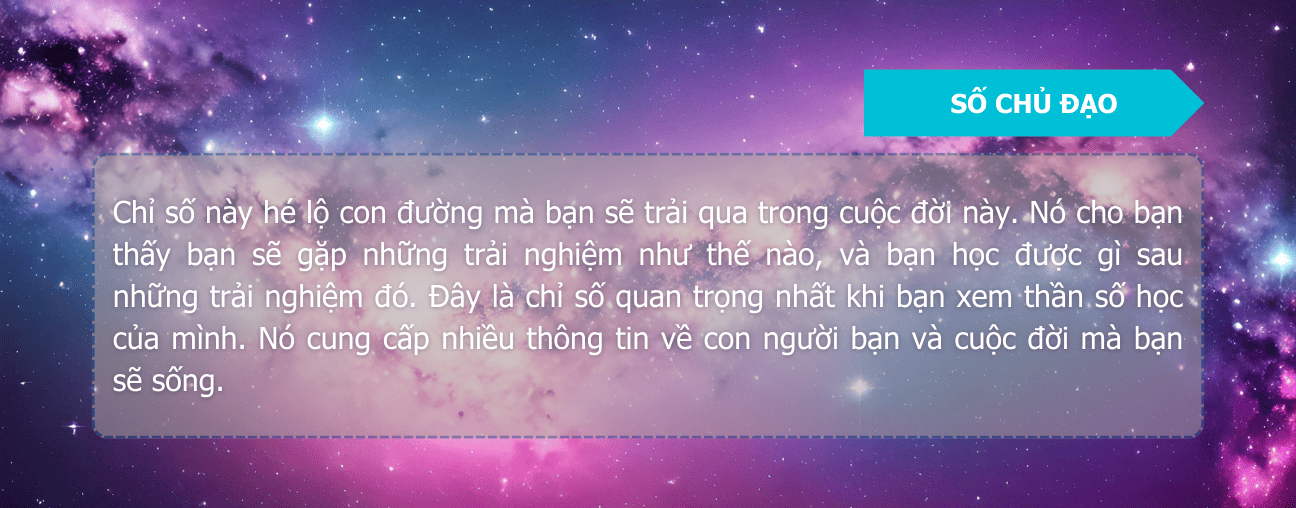 SỐ CHỦ ĐẠO
Chỉ số này hé lộ con đường mà bạn sẽ trải qua trong cuộc đời này. Nó cho bạn
thấy bạn sẽ gặp những trải nghiệm như thế nào, và bạn học được gì sau
những trải nghiệm đó. Đây là chỉ số quan trọng nhất khi bạn xem thần số học
của mình. Nó cung cấp nhiều thông tin về con người bạn và cuộc đời mà bạn
sẽ sống.